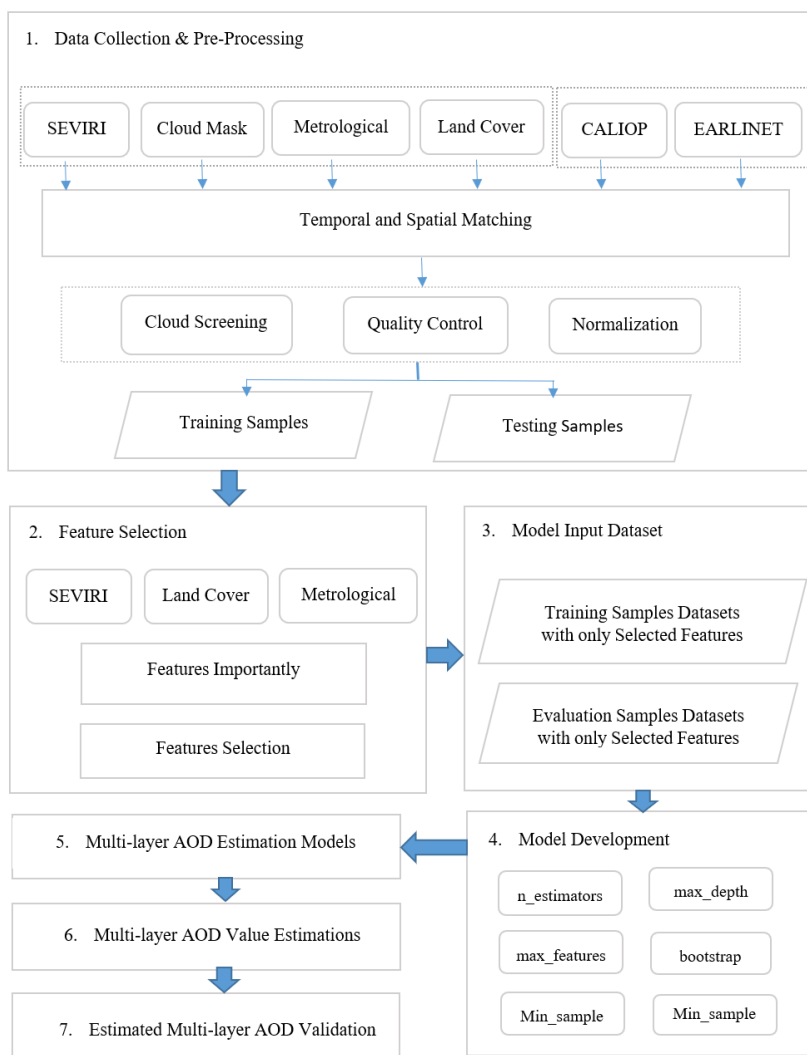 1. Data Collection & Pre-Processing
SEVIRI
Cloud Mask
Metrological
Land Cover
CALIOP
EARLINET
Temporal and Spatial Matching
Cloud Screening
Quality Control
Normalization
Training Samples
Testing Samples
2. Feature Selection
SEVIRI
Land Cover
Metrological
Features Importantly
Features Selection
3. Model Input Dataset
Training Samples Datasets
with only Selected Features
Evaluation Samples Datasets
with only Selected Features
4. Model Development
n_estimators
max_depth
max_features
bootstrap
Min_sample
Min_sample
5. Multi-layer AOD Estimation Models
6. Multi-layer AOD Value Estimations
7. Estimated Multi-layer AOD Validation